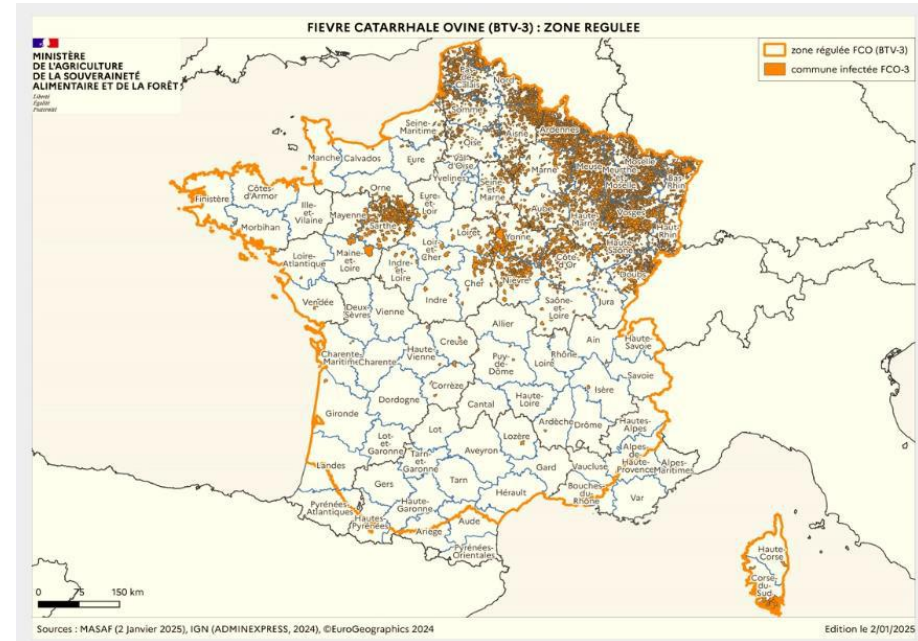 FIEVRE CATARRHALE OVINE (BTV-3) : ZONE REGULEE
MINISTÈRE
DE L'AGRICULTURE
DE LA SOUVERAINETÉ
ALIMENTAIRE ET DE LA FORÊT
Liberté
Égalité
Fraternité
zone régulée FCO (BTV-3)
commune infectée FCO-3
Pas-
de-
Calais
Nord
Somme
Seine-
Maritime
Oise
Aisne
Ardennes
Manche
Calvados
Eure
Val-
d'Oise
Yvelines
Seine-
et-
Marne
Marne
Meuse
Meurthe-
et-
Moselle
Moselle
Bas-
Rhin
Finistère
Côtes-
d'Armor
Ille-
et-
Vilaine
Morbihan
Orne
Mayenne
Sarthe
Eure-
et-
Loir
Aube
Haute-
Marne
Vosges
Haut-
Rhin
Loiret
Yonne
Loire-
Atlantique
Maine-
et-
Loire
Indre-
et-
Loire
Loir-
et-
Cher
Cher
Nièvre
Côte-
d'Or
Haute-
Saône
Doubs
Vendée
Deux-
Sèvres
Vienne
Indre
Saône-
et-
Loire
Jura
Allier
Creuse
Haute-
Vienne
Charente-
Maritime
Charente
Puy-
de-
Dôme
Loire
Rhône
Ain
Haute-
Savoie
Savoie
Isère
Corrèze
Dordogne
Gironde
Cantal
Haute-
Loire
Ardèche
Drôme
Hautes-
Alpes
Lot
Lot-
et-
Garonne
Tarn-
et-
Garonne
Aveyron
Lozère
Gard
Vaucluse
Alpes-
de-
Haute-
Provence
Alpes-
Maritimes
Landes
Gers
Tarn
Hérault
Bouches-
du-
Rhône
Var
Pyrénées-
Atlantiques
Hautes-
Pyrénées
Haute-
Garonne
Ariège
Aude
Pyrénées-
Orientales
Haute-
Corse
Corse-
du-
Sud
0 75 150 km
Sources : MASAF (2 Janvier 2025), IGN (ADMINEXPRESS, 2024), ©EuroGeographics 2024
Edition le 2/01/2025